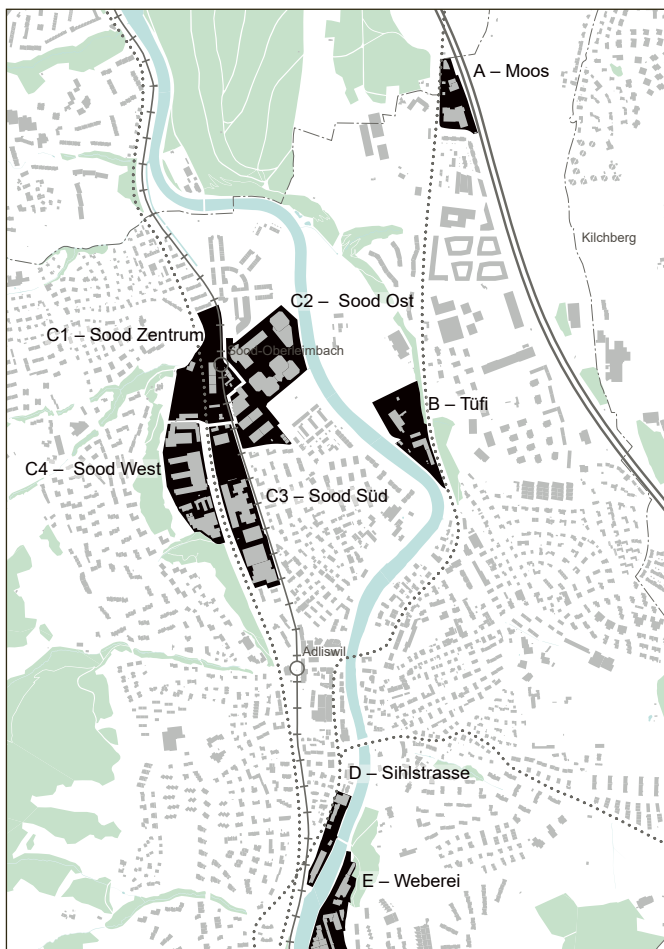 A – Moos
Kilchberg
C2 –  Sood Ost
C1 – Sood Zentrum
Sood-Oberleimbach
B – Tüfi
C4 –  Sood West
C3 – Sood Süd
Adliswil
D – Sihlstrasse
E – Weberei